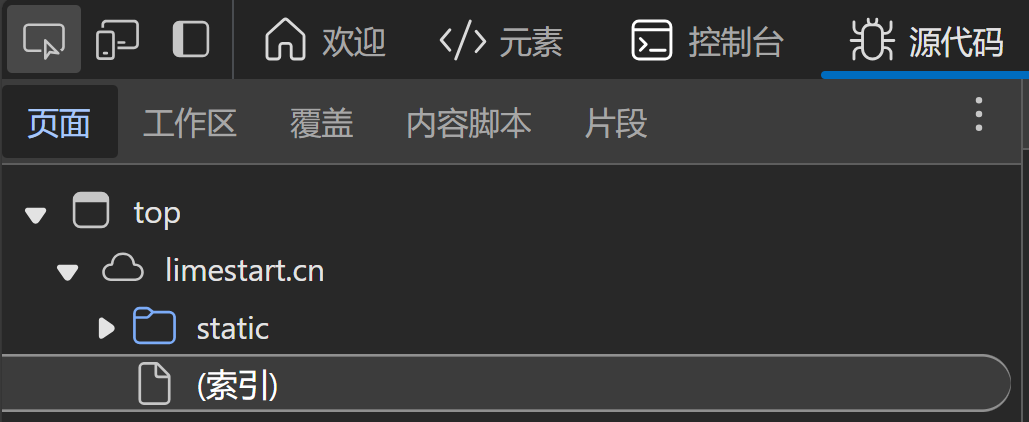 欢迎 元素 控制台 源代码
页面 工作区 覆盖 内容脚本 片段
top
limestart.cn
static
(索引)